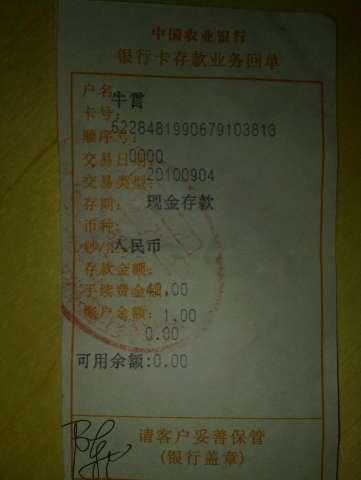 中国农业银行
银行卡存款业务回单
户名
牛霄
卡号:
6228481990679103813
顺序号:
0000
交易日期:
20100904
交易类型:
现金存款
存期:
币种:
人民币
钞/汇:
存款金额:
42.00
手续费金额:
1.00
账户余额:
0.00
可用余额:0.00
请客户妥善保管
(银行盖章)